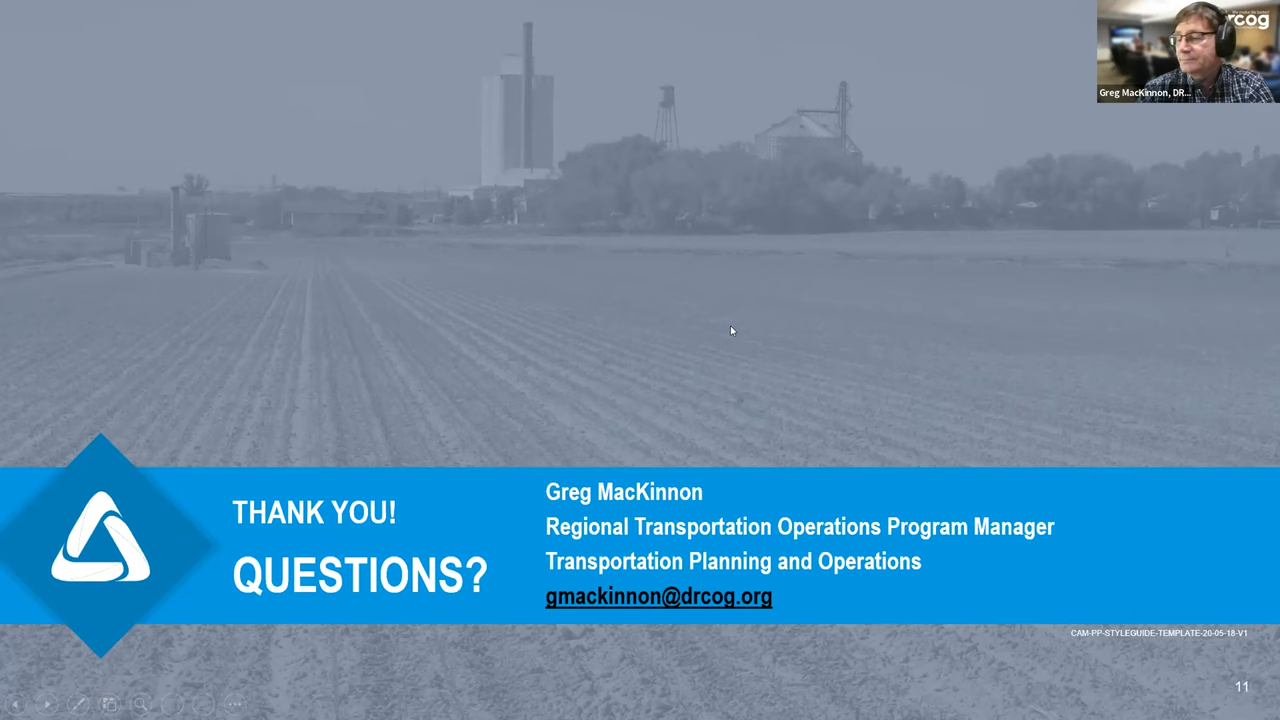 rcog
Greg MacKinnon, DR...
THANK YOU!
QUESTIONS?
Greg MacKinnon
Regional Transportation Operations Program Manager
Transportation Planning and Operations
gmackinnon@drcog.org
CAM-PP-STYLEGUIDE-TEMPLATE-20-05-18-V1
11